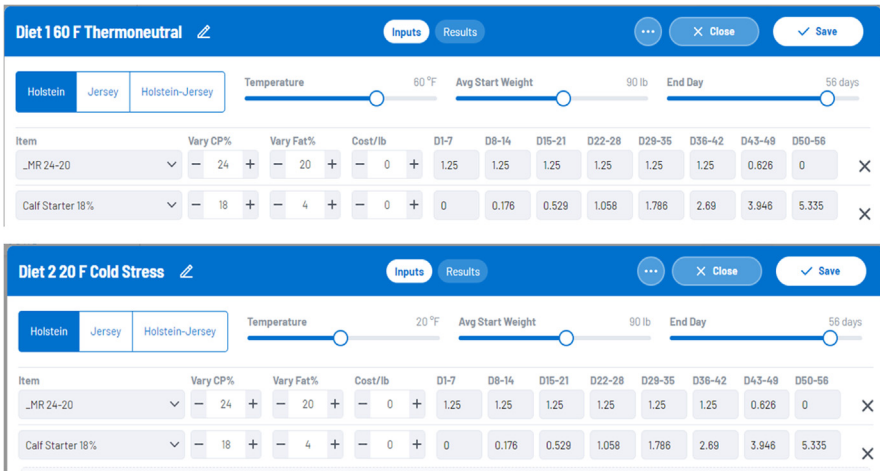 Diet 1 60 F Thermoneutral Inputs Results ... X Close ✓ Save
Holstein Jersey Holstein-Jersey Temperature 60 °F Avg Start Weight 90 lb End Day 56 days
Item Vary CP% Vary Fat% Cost/lb D1-7 D8-14 D15-21 D22-28 D29-35 D36-42 D43-49 D50-56
_MR 24-20 − 24 + − 20 + − 0 + 1.25 1.25 1.25 1.25 1.25 1.25 0.626 0 X
Calf Starter 18% − 18 + − 4 + − 0 + 0 0.176 0.529 1.058 1.786 2.69 3.946 5.335 X
Diet 2 20 F Cold Stress Inputs Results ... X Close ✓ Save
Holstein Jersey Holstein-Jersey Temperature 20 °F Avg Start Weight 90 lb End Day 56 days
Item Vary CP% Vary Fat% Cost/lb D1-7 D8-14 D15-21 D22-28 D29-35 D36-42 D43-49 D50-56
_MR 24-20 − 24 + − 20 + − 0 + 1.25 1.25 1.25 1.25 1.25 1.25 0.626 0 X
Calf Starter 18% − 18 + − 4 + − 0 + 0 0.176 0.529 1.058 1.786 2.69 3.946 5.335 X